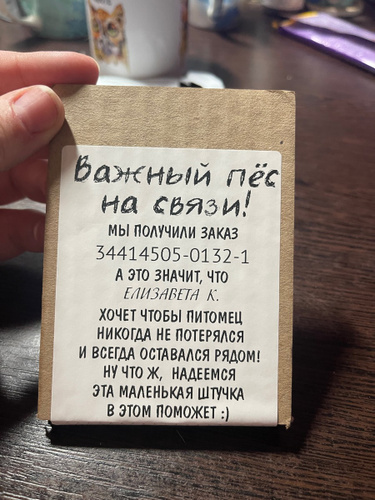 Важный пёс
на связи!
МЫ ПОЛУЧИЛИ ЗАКАЗ
34414505-0132-1
А ЭТО ЗНАЧИТ, ЧТО
ЕЛИЗАВЕТА К.
ХОЧЕТ ЧТОБЫ ПИТОМЕЦ
НИКОГДА НЕ ПОТЕРЯЛСЯ
И ВСЕГДА ОСТАВАЛСЯ РЯДОМ!
НУ ЧТО Ж, НАДЕЕМСЯ
ЭТА МАЛЕНЬКАЯ ШТУЧКА
В ЭТОМ ПОМОЖЕТ :)